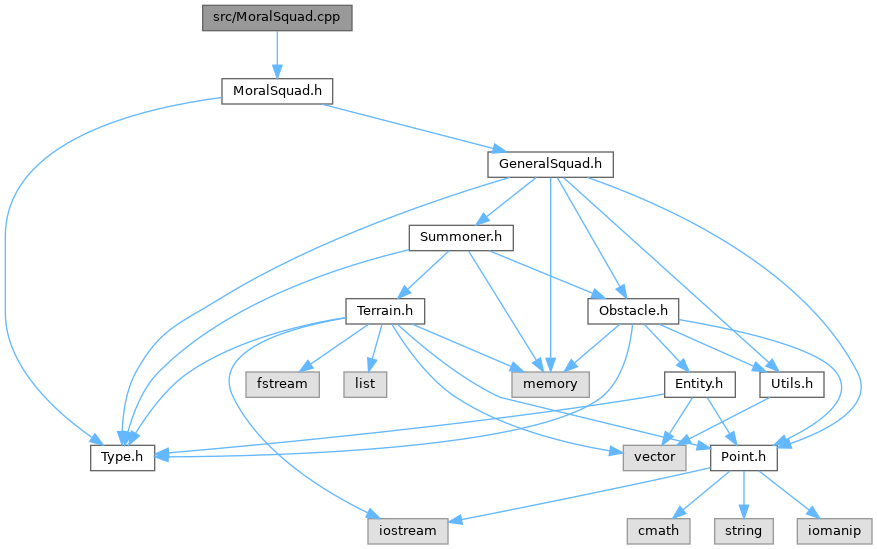 src/MoralSquad.cpp
MoralSquad.h
GeneralSquad.h
Summoner.h
Terrain.h
Obstacle.h
fstream
list
memory
Entity.h
Utils.h
Type.h
vector
Point.h
iostream
cmath
string
iomanip